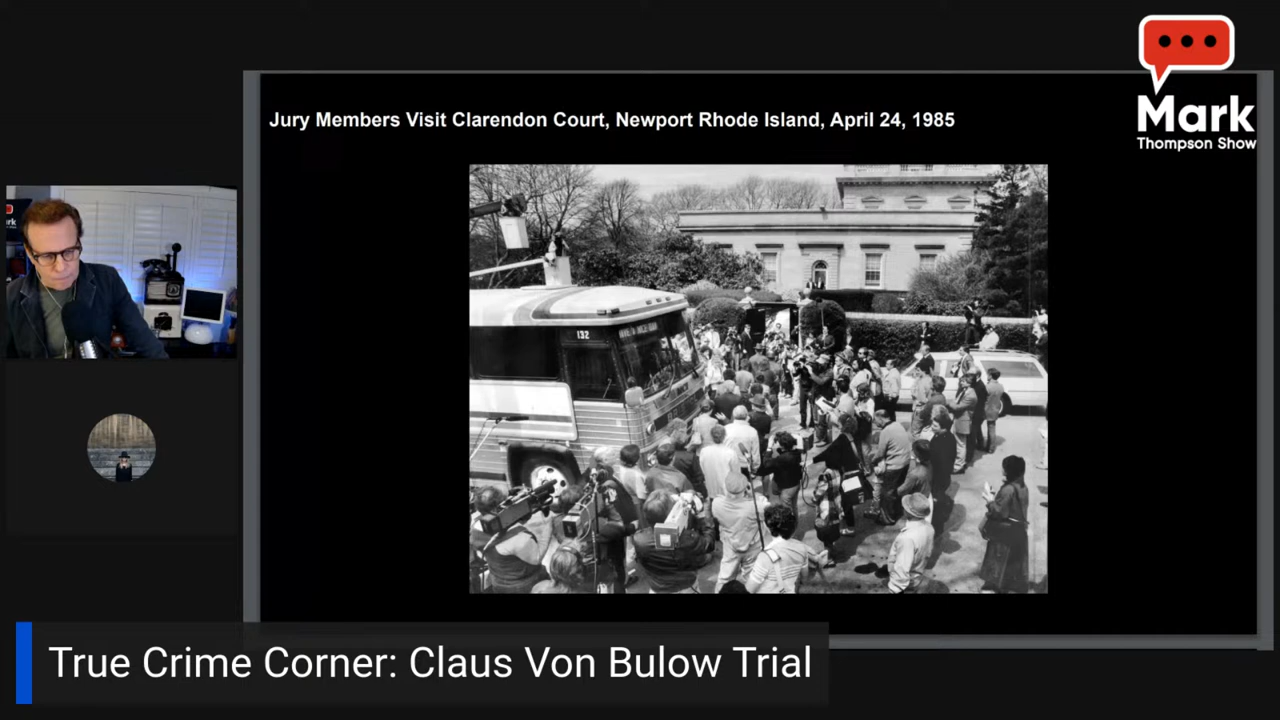 Mark
Thompson Show
Jury Members Visit Clarendon Court, Newport Rhode Island, April 24, 1985
132
True Crime Corner: Claus Von Bulow Trial